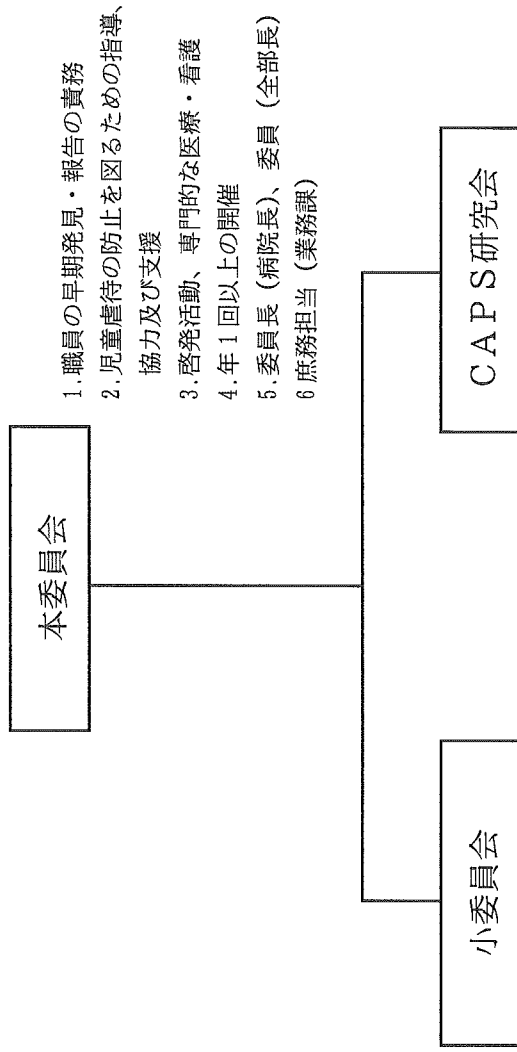 本委員会
1.職員の早期発見・報告の責務
2.児童虐待の防止を図るための指導、
協力及び支援
3.啓発活動、専門的な医療・看護
4.年1回以上の開催
5.委員長（病院長）、委員（全部長）
6庶務担当（業務課）
小委員会
CAPS研究会